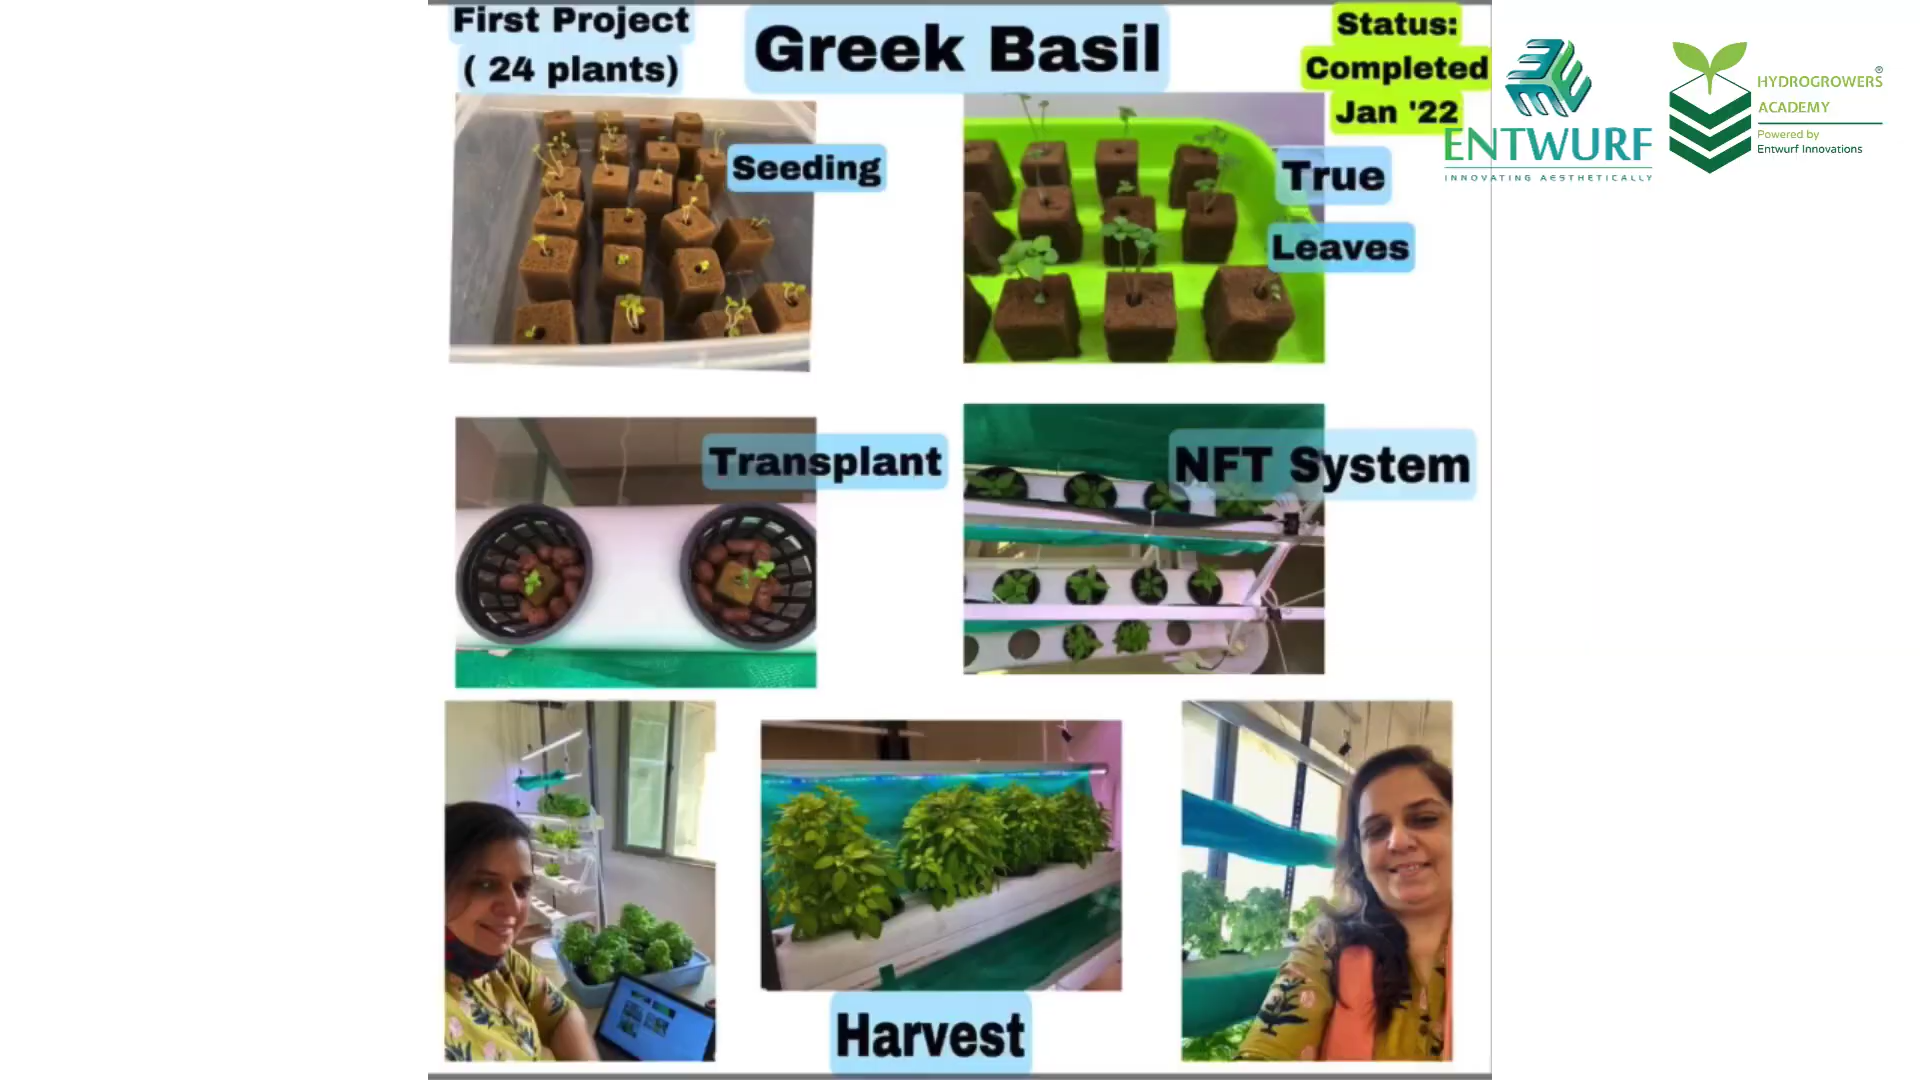 First Project
( 24 plants)
Greek Basil
Status:
Completed
Jan '22
ENTWURF
INNOVATING AESTHETICALLY
HYDROGROWERS®
ACADEMY
Powered by
Entwurf Innovations
Seeding
True
Leaves
Transplant
NFT System
Harvest